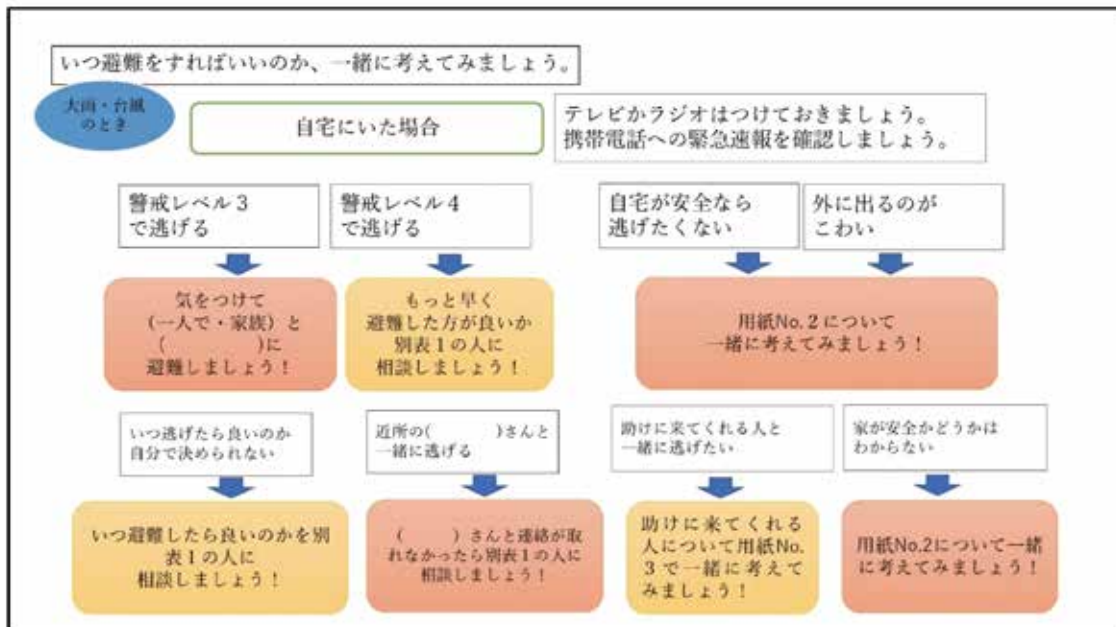 いつ避難をすればいいのか、一緒に考えてみましょう。
大雨・台風
のとき
自宅にいた場合
テレビかラジオはつけておきましょう。
携帯電話への緊急速報を確認しましょう。
警戒レベル３
で逃げる
警戒レベル４
で逃げる
自宅が安全なら
逃げたくない
外に出るのが
こわい
気をつけて
（一人で・家族）と
（　　　　　）に
避難しましょう！
もっと早く
避難した方が良いか
別表１の人に
相談しましょう！
用紙No.２について
一緒に考えてみましょう！
いつ逃げたら良いのか
自分で決められない
近所の(　　　　)さんと
一緒に逃げる
助けに来てくれる人と
一緒に逃げたい
家が安全かどうかは
わからない
いつ避難したら良いのかを別
表１の人に
相談しましょう！
（　　　）さんと連絡が取
れなかったら別表１の人に
相談しましょう！
助けに来てくれる
人について用紙No.
３で一緒に考えて
みましょう！
用紙No.2について一緒
に考えてみましょう！